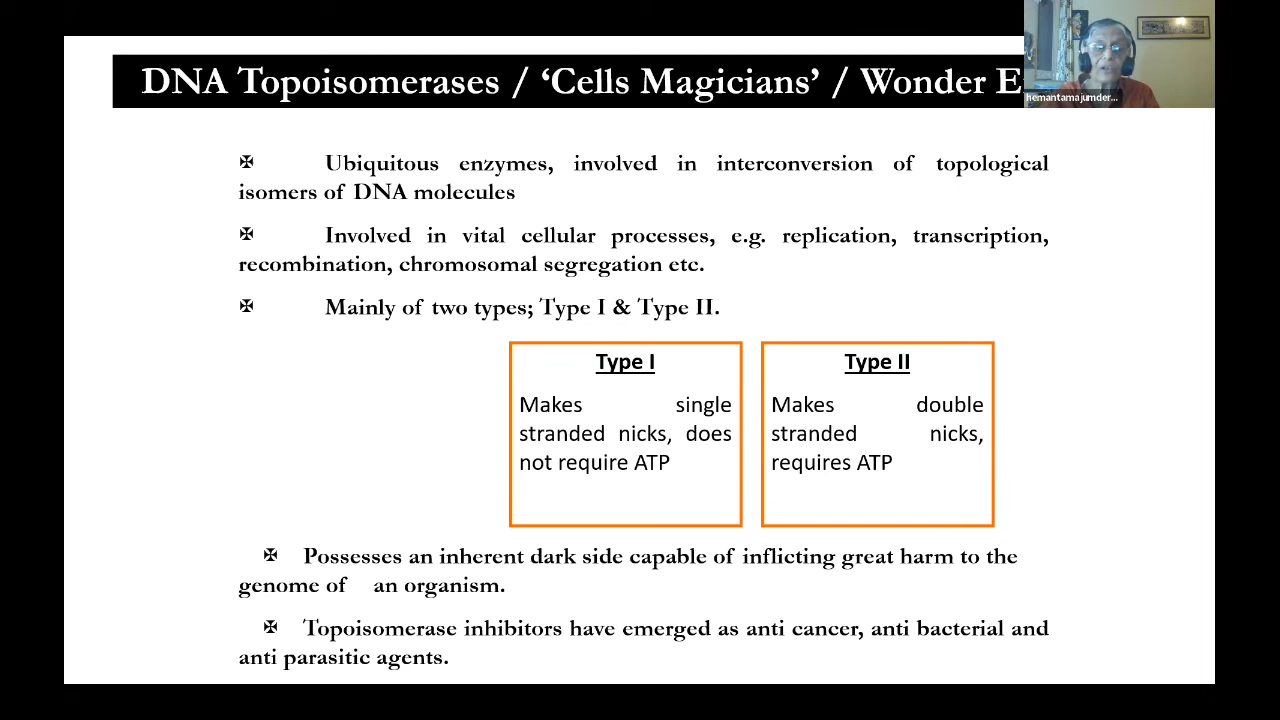 DNA Topoisomerases / ‘Cells Magicians’ / Wonder E
hemantamajumder...
✠ Ubiquitous enzymes, involved in interconversion of topological
isomers of DNA molecules
✠ Involved in vital cellular processes, e.g. replication, transcription,
recombination, chromosomal segregation etc.
✠ Mainly of two types; Type I & Type II.
Type I
Makes single
stranded nicks, does
not require ATP
Type II
Makes double
stranded nicks,
requires ATP
✠ Possesses an inherent dark side capable of inflicting great harm to the
genome of an organism.
✠ Topoisomerase inhibitors have emerged as anti cancer, anti bacterial and
anti parasitic agents.